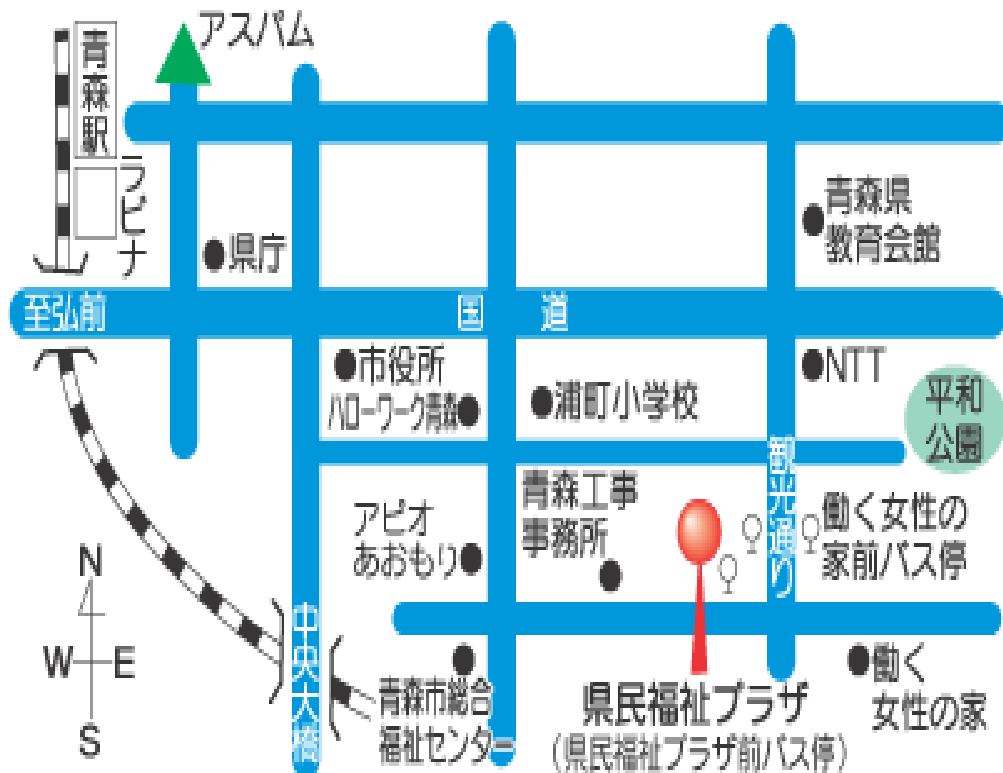 アスパム
青森駅
ラビナ
県庁
青森県
教育会館
至弘前
国道
市役所
ハローワーク青森
浦町小学校
NTT
平和
公園
観光通り
青森工事
事務所
アピオ
あおもり
働く女性の
家前バス停
N
W
E
S
中央大橋
青森市総合
福祉センター
県民福祉プラザ
（県民福祉プラザ前バス停）
働く
女性の家